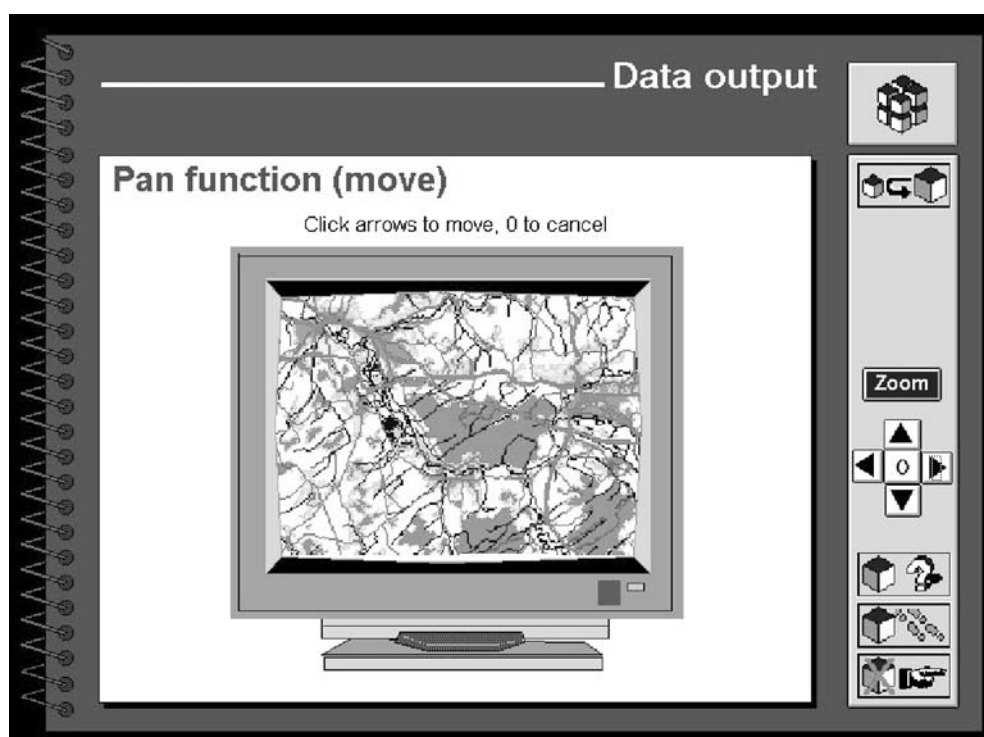 Data output
Pan function (move)
Click arrows to move, 0 to cancel
Zoom
0